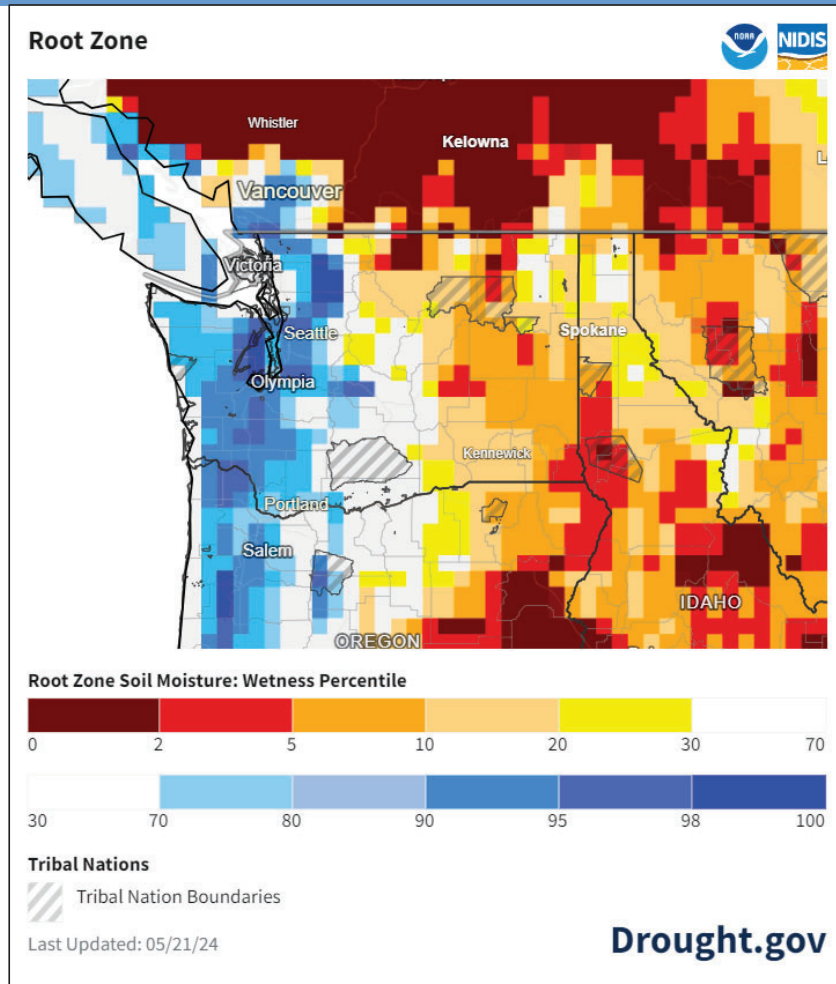 Root Zone
NOAA
NIDIS
Whistler
Kelowna
L
Vancouver
Victoria
Seattle
Spokane
Olympia
Kennewick
Portland
Salem
IDAHO
OREGON
Root Zone Soil Moisture: Wetness Percentile
0 2 5 10 20 30 70
30 70 80 90 95 98 100
Tribal Nations
Tribal Nation Boundaries
Last Updated: 05/21/24
Drought.gov